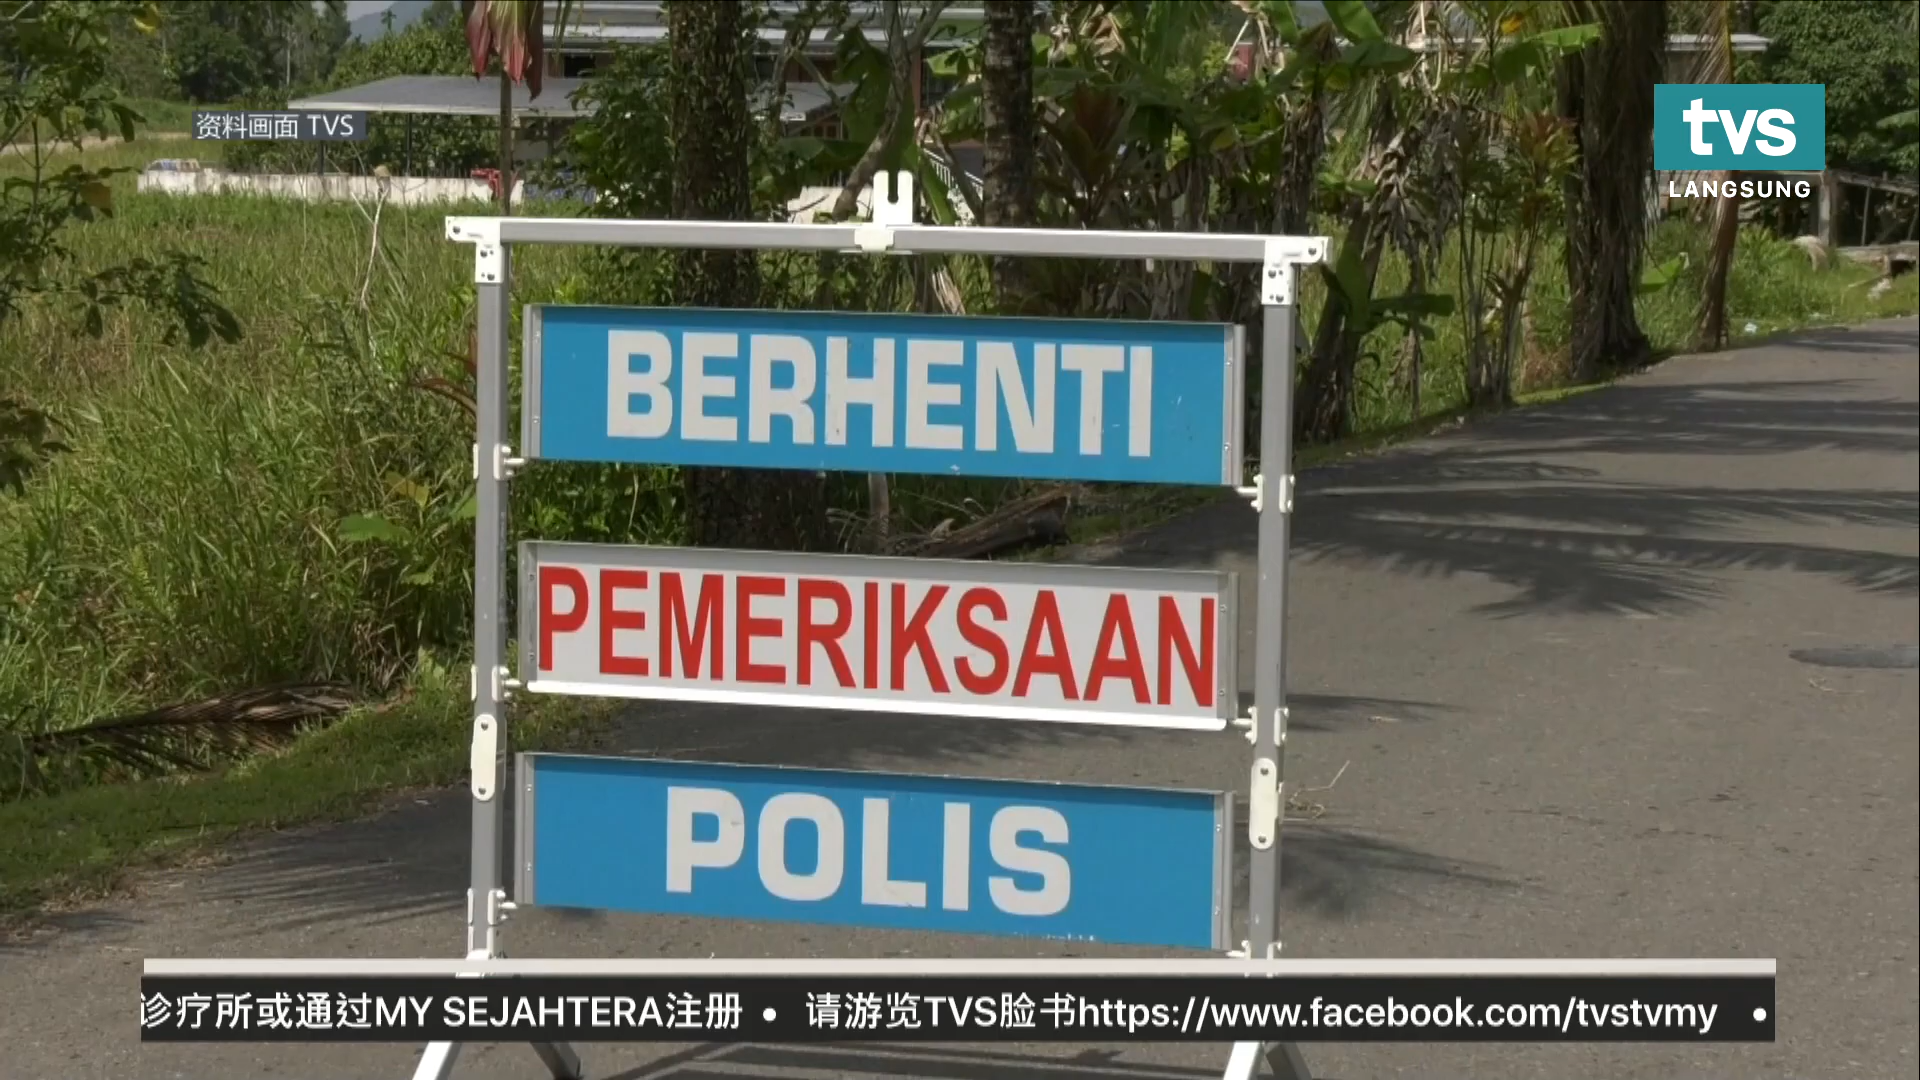 资料画面 TVS
tvs
LANGSUNG
BERHENTI
PEMERIKSAAN
POLIS
诊疗所或通过MY SEJAHTERA注册 • 请游览TVS脸书https://www.facebook.com/tvstvmy •